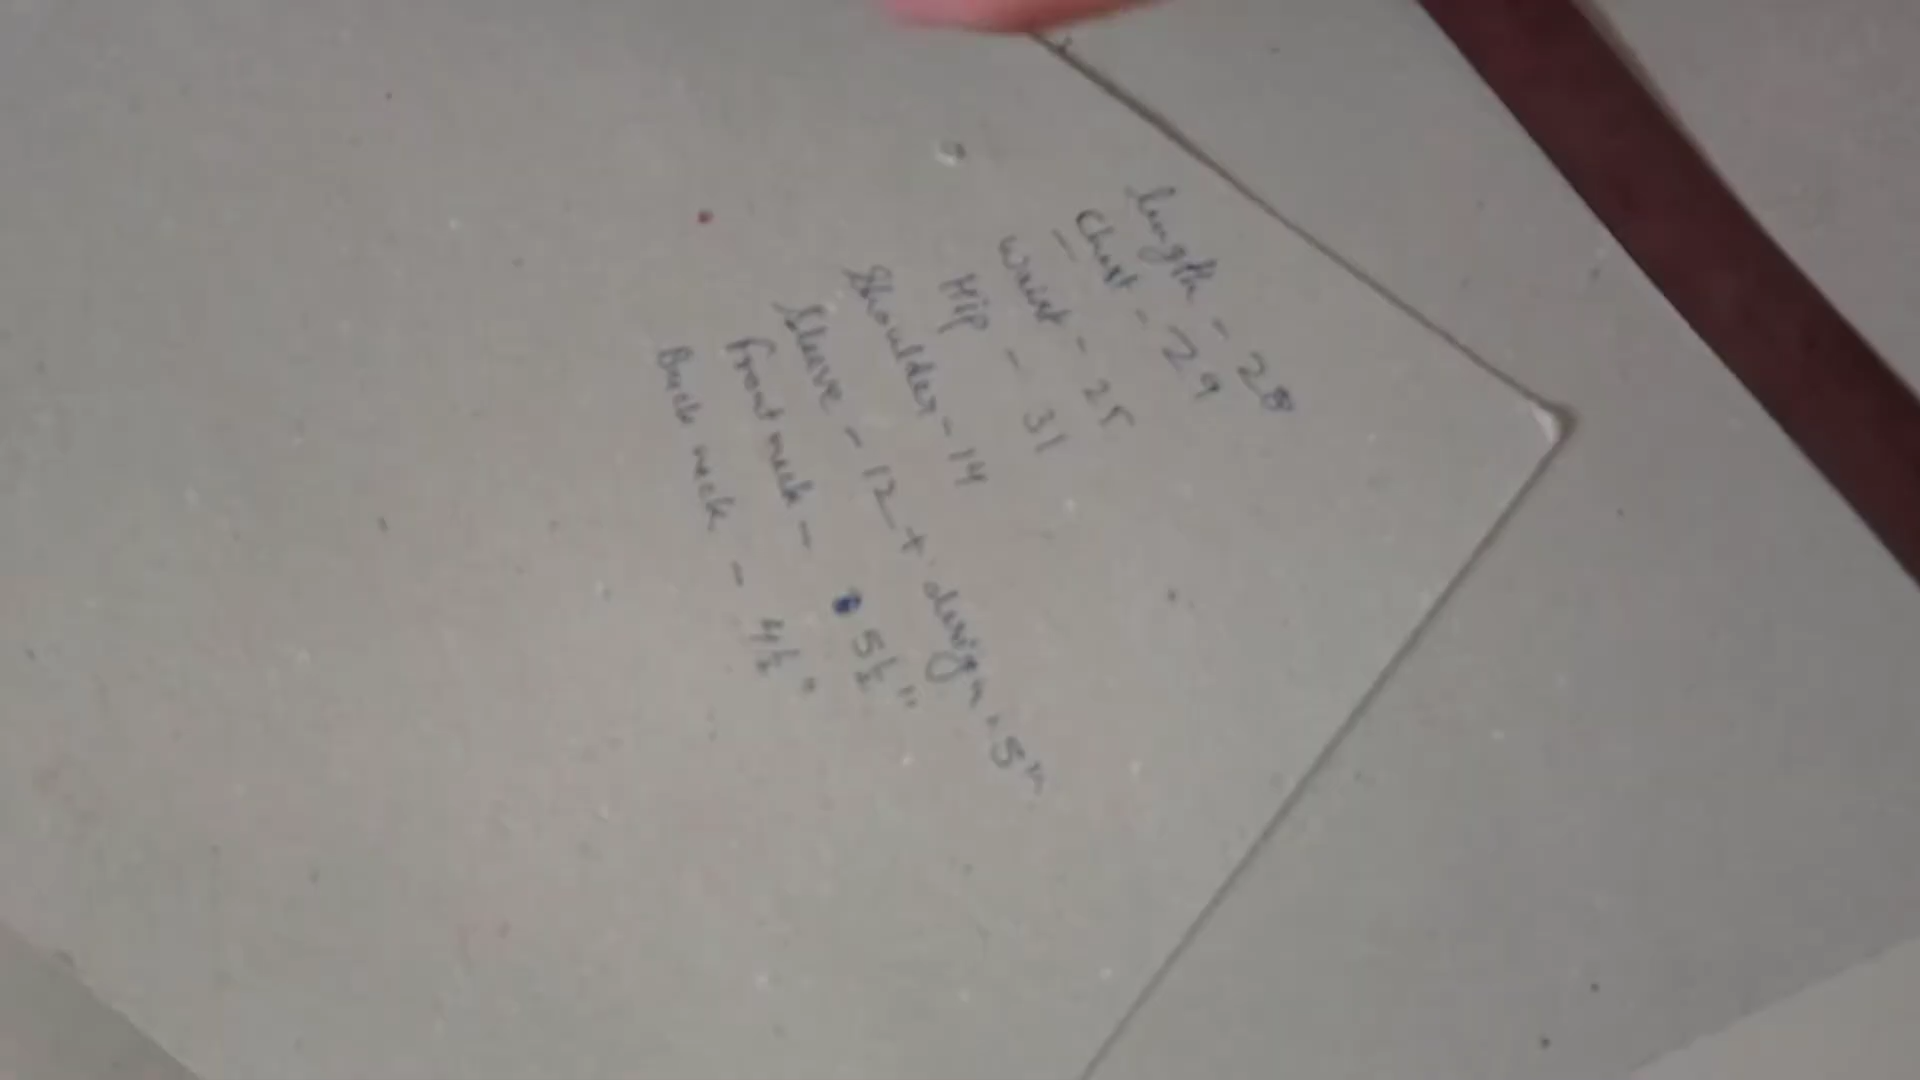 Length - 28
Chest - 29
Waist - 25
Hip - 31
Shoulder - 14
Sleeve - 12 + design "5"
Front neck - 5½"
Back neck - 4½"